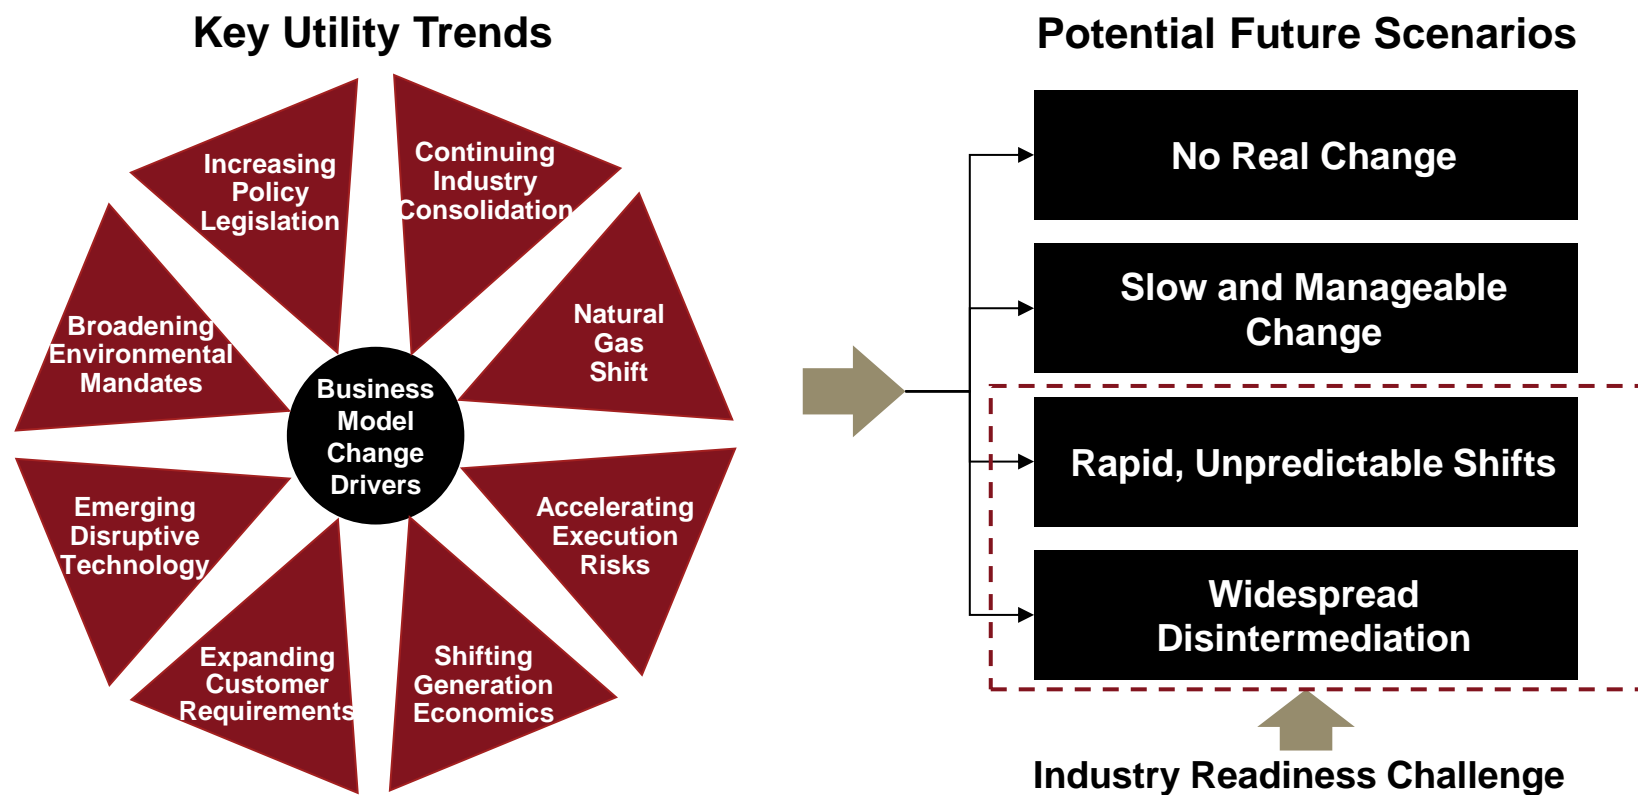 Key Utility Trends
Increasing
Policy
Legislation
Continuing
Industry
Consolidation
Natural
Gas
Shift
Accelerating
Execution
Risks
Shifting
Generation
Economics
Expanding
Customer
Requirements
Emerging
Disruptive
Technology
Broadening
Environmental
Mandates
Business
Model
Change
Drivers
Potential Future Scenarios
No Real Change
Slow and Manageable
Change
Rapid, Unpredictable Shifts
Widespread
Disintermediation
Industry Readiness Challenge